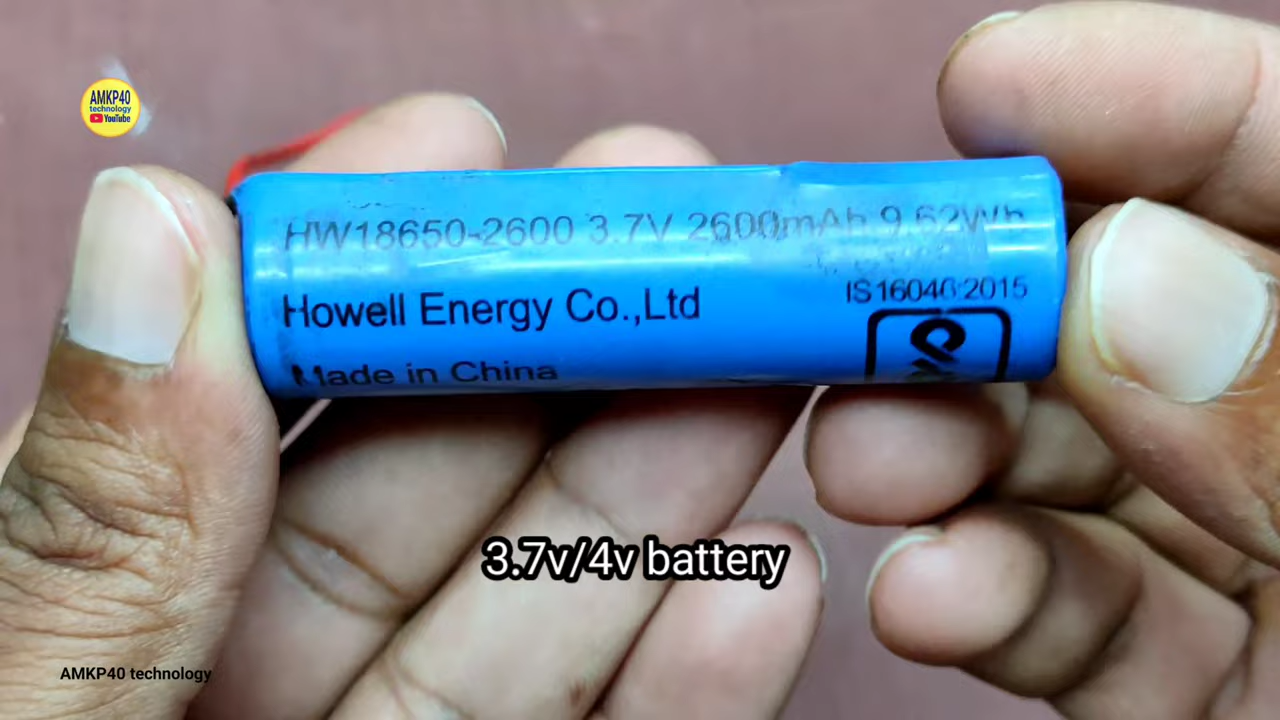 AMKP40
technology
YouTube
HW18650-2600 3.7V 2600mAh 9.62Wh
Howell Energy Co.,Ltd
IS16046:2015
Made in China
3.7v/4v battery
AMKP40 technology